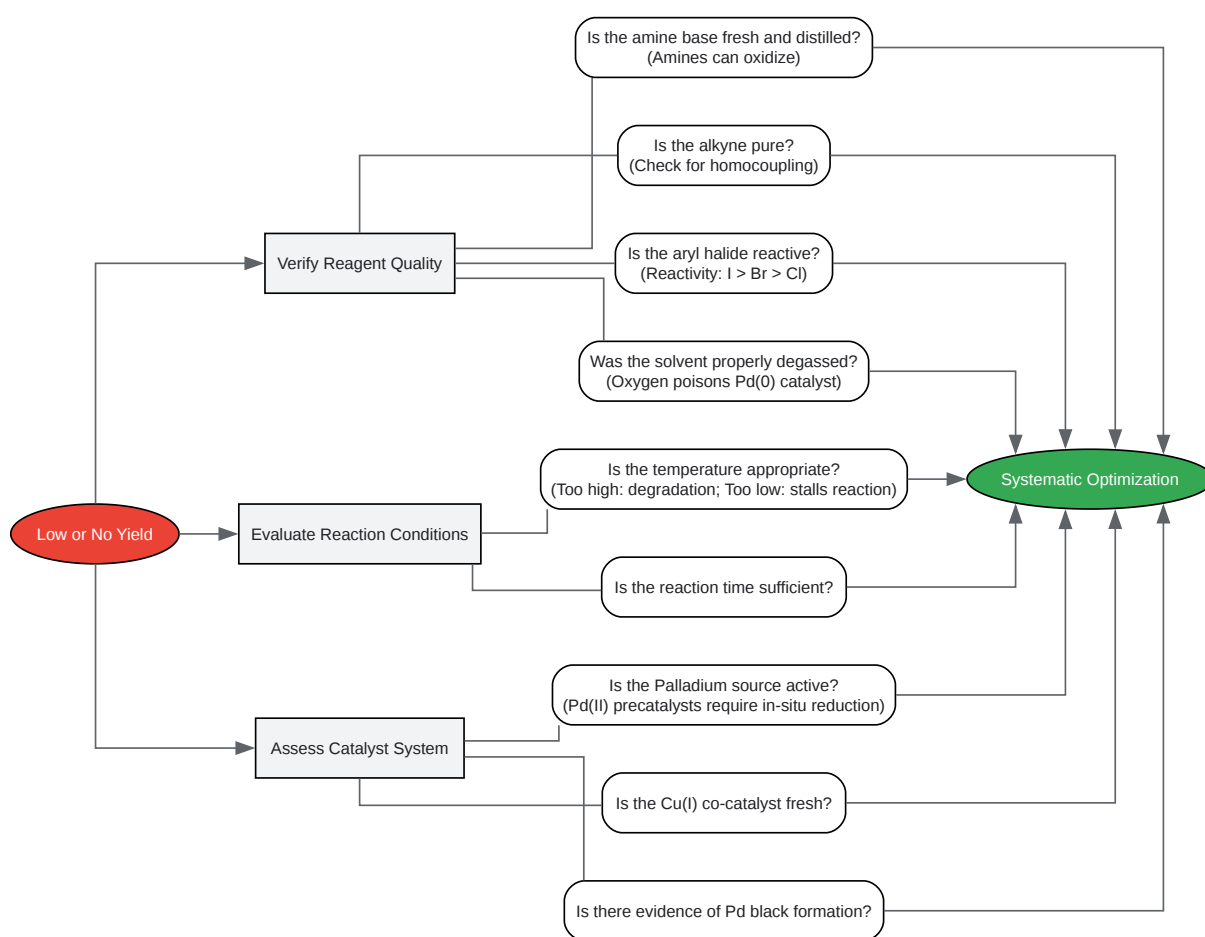 Is the amine base fresh and distilled?
(Amines can oxidize)
Is the alkyne pure?
(Check for homocoupling)
Verify Reagent Quality
Is the aryl halide reactive?
(Reactivity: I > Br > Cl)
Was the solvent properly degassed?
(Oxygen poisons Pd(0) catalyst)
Is the temperature appropriate?
(Too high: degradation; Too low: stalls reaction)
Systematic Optimization
Low or No Yield
Evaluate Reaction Conditions
Is the reaction time sufficient?
Is the Palladium source active?
(Pd(II) precatalysts require in-situ reduction)
Assess Catalyst System
Is the Cu(I) co-catalyst fresh?
Is there evidence of Pd black formation?